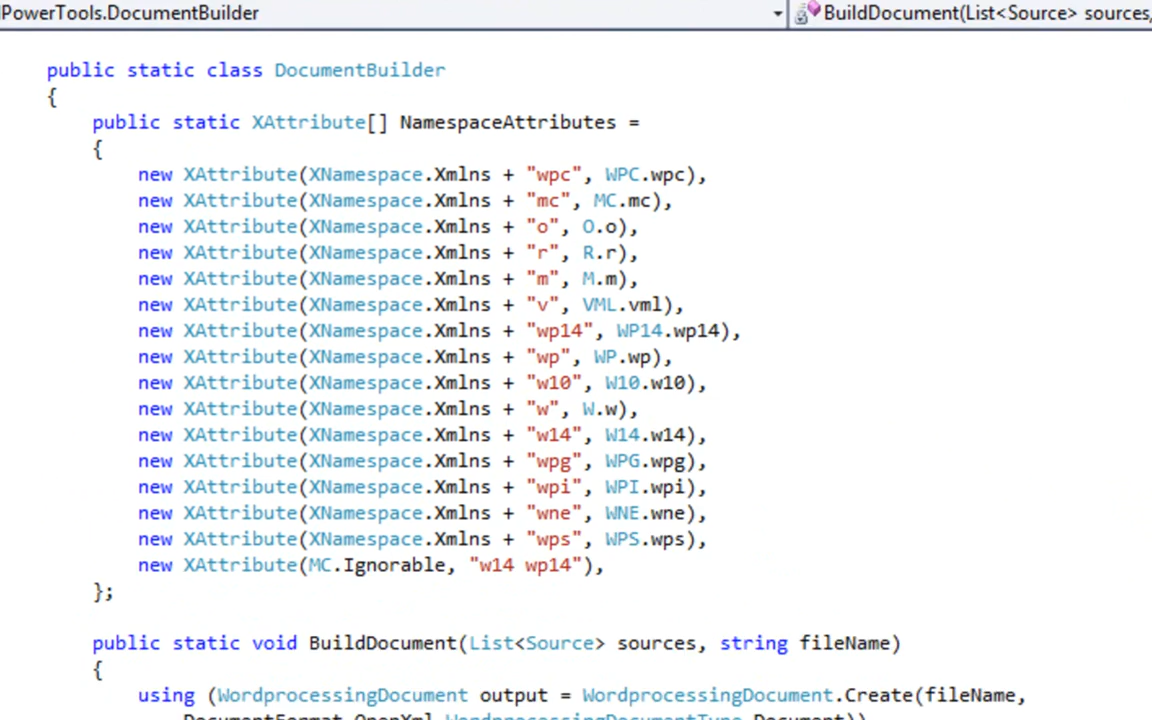 PowerTools.DocumentBuilder
BuildDocument(List<Source> sources,
public static class DocumentBuilder
{
public static XAttribute[] NamespaceAttributes =
{
new XAttribute(XNamespace.Xmlns + "wpc", WPC.wpc),
new XAttribute(XNamespace.Xmlns + "mc", MC.mc),
new XAttribute(XNamespace.Xmlns + "o", O.o),
new XAttribute(XNamespace.Xmlns + "r", R.r),
new XAttribute(XNamespace.Xmlns + "m", M.m),
new XAttribute(XNamespace.Xmlns + "v", VML.vml),
new XAttribute(XNamespace.Xmlns + "wp14", WP14.wp14),
new XAttribute(XNamespace.Xmlns + "wp", WP.wp),
new XAttribute(XNamespace.Xmlns + "w10", W10.w10),
new XAttribute(XNamespace.Xmlns + "w", W.w),
new XAttribute(XNamespace.Xmlns + "w14", W14.w14),
new XAttribute(XNamespace.Xmlns + "wpg", WPG.wpg),
new XAttribute(XNamespace.Xmlns + "wpi", WPI.wpi),
new XAttribute(XNamespace.Xmlns + "wne", WNE.wne),
new XAttribute(XNamespace.Xmlns + "wps", WPS.wps),
new XAttribute(MC.Ignorable, "w14 wp14"),
};
public static void BuildDocument(List<Source> sources, string fileName)
{
using (WordprocessingDocument output = WordprocessingDocument.Create(fileName,
DocumentFormat.OpenXml.WordprocessingDocumentType.Document))